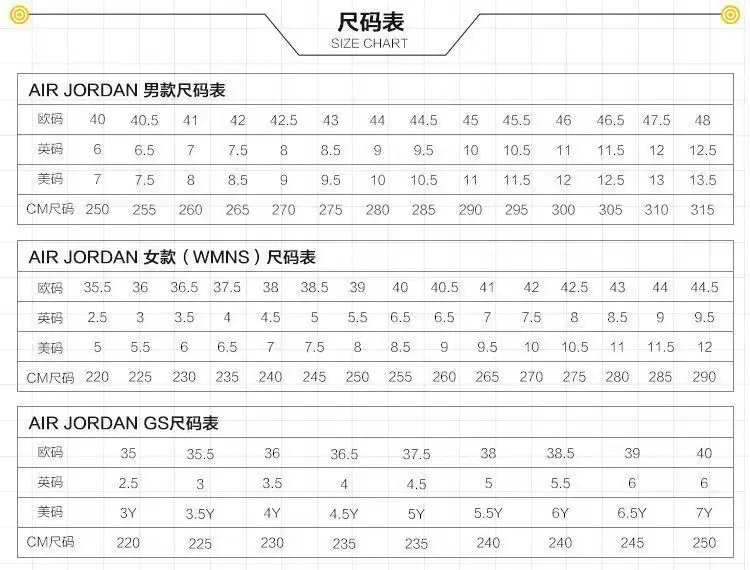 尺码表
SIZE CHART
AIR JORDAN 男款尺码表
欧码 40 40.5 41 42 42.5 43 44 44.5 45 45.5 46 46.5 47.5 48
英码 6 6.5 7 7.5 8 8.5 9 9.5 10 10.5 11 11.5 12 12.5
美码 7 7.5 8 8.5 9 9.5 10 10.5 11 11.5 12 12.5 13 13.5
CM尺码 250 255 260 265 270 275 280 285 290 295 300 305 310 315
AIR JORDAN 女款（WMNS）尺码表
欧码 35.5 36 36.5 37.5 38 38.5 39 40 40.5 41 42 42.5 43 44 44.5
英码 2.5 3 3.5 4 4.5 5 5.5 6.5 6.5 7 7.5 8 8.5 9 9.5
美码 5 5.5 6 6.5 7 7.5 8 8.5 9 9.5 10 10.5 11 11.5 12
CM尺码 220 225 230 235 240 245 250 255 260 265 270 275 280 285 290
AIR JORDAN GS尺码表
欧码 35 35.5 36 36.5 37.5 38 38.5 39 40
英码 2.5 3 3.5 4 4.5 5 5.5 6 6
美码 3Y 3.5Y 4Y 4.5Y 5Y 5.5Y 6Y 6.5Y 7Y
CM尺码 220 225 230 235 235 240 240 245 250